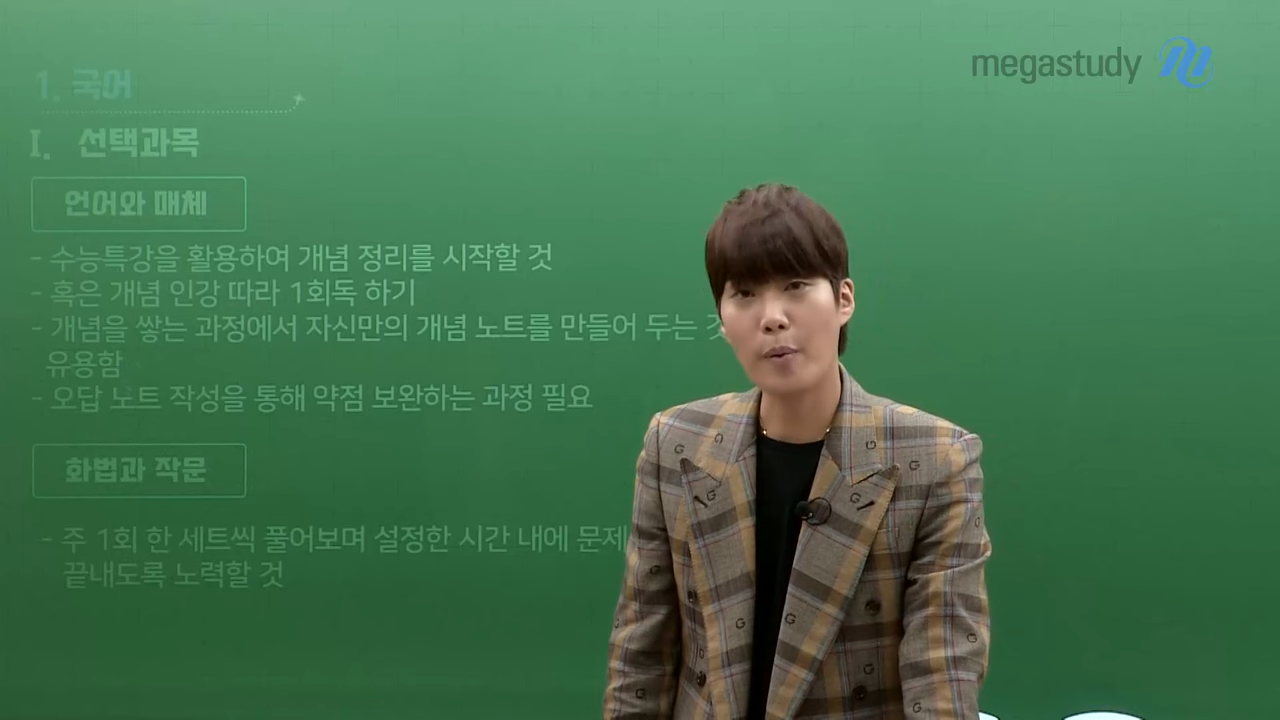 megastudy
1. 국어
I. 선택과목
언어와 매체
- 수능특강을 활용하여 개념 정리를 시작할 것
- 혹은 개념 인강 따라 1회독 하기
- 개념을 쌓는 과정에서 자신만의 개념 노트를 만들어 두는
유용함
- 오답 노트 작성을 통해 약점 보완하는 과정 필요
화법과 작문
- 주 1회 한 세트씩 풀어보며 설정한 시간 내에 문제
끝내도록 노력할 것